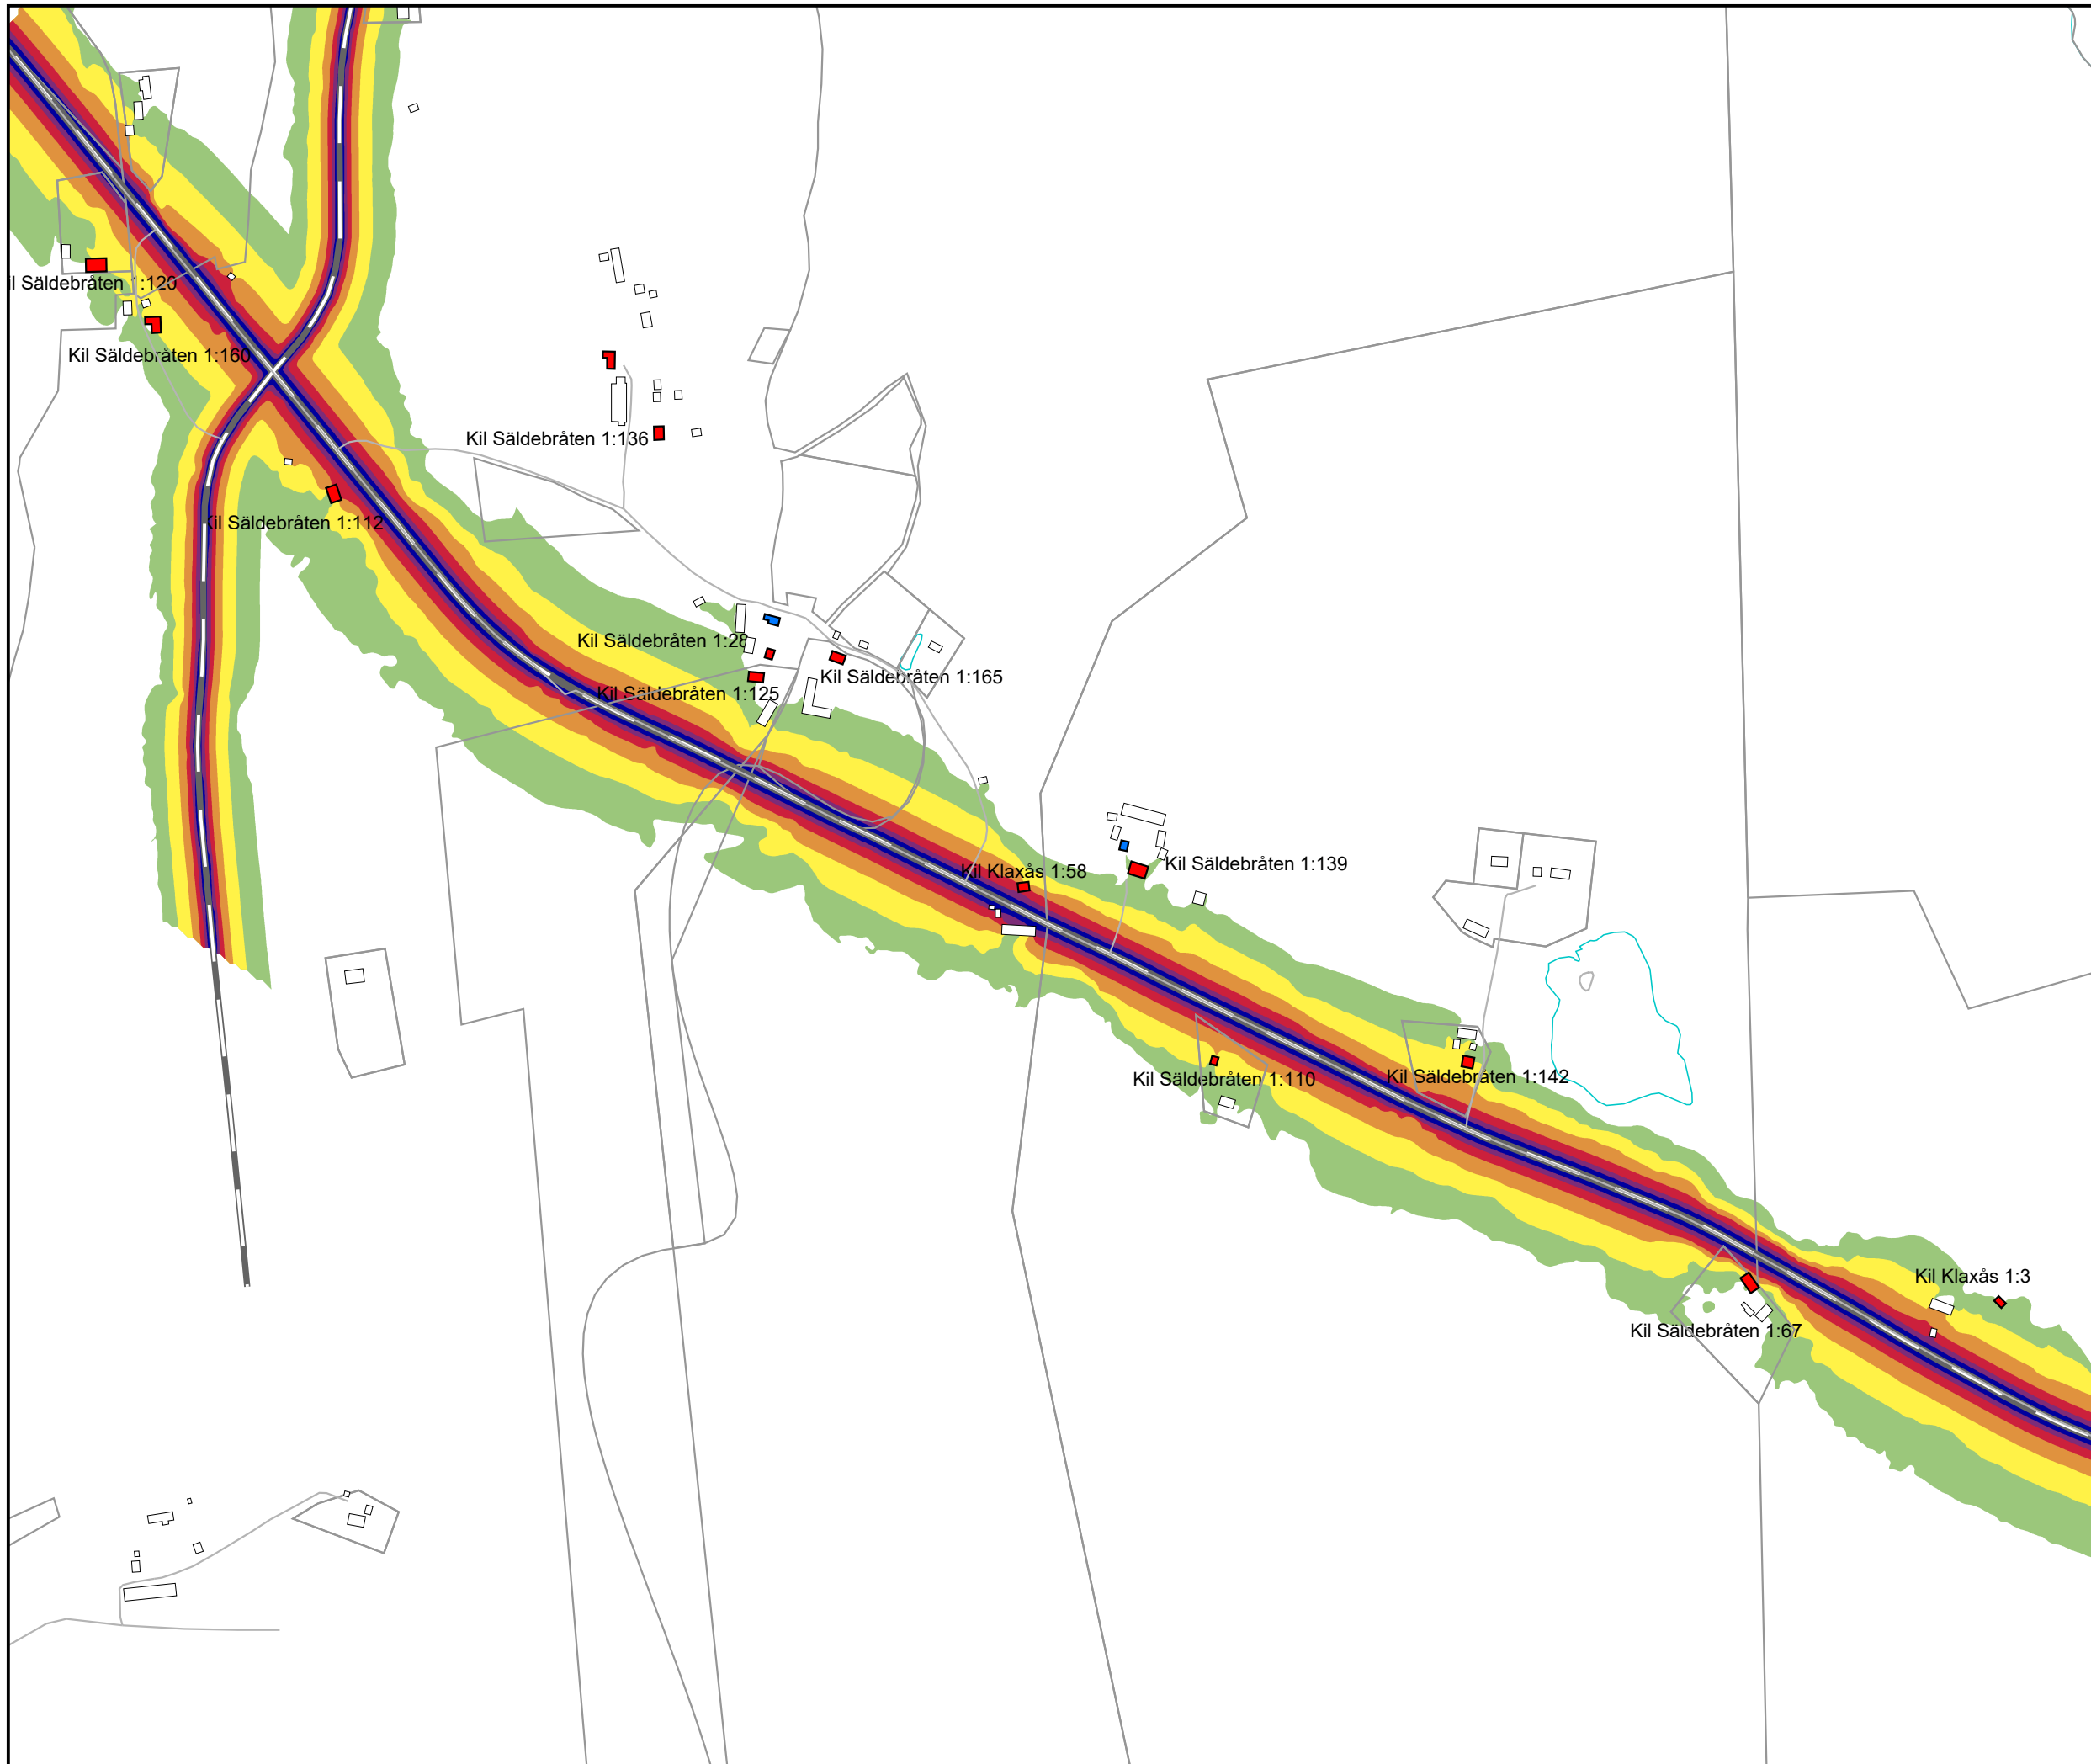 il Säldebråten 1:120
Kil Säldebråten 1:160
Kil Säldebråten 1:136
Kil Säldebråten 1:112
Kil Säldebråten 1:28
Kil Säldebråten 1:165
Kil Säldebråten 1:125
Kil Säldebråten 1:139
Kil Klaxås 1:58
Kil Säldebråten 1:110
Kil Säldebråten 1:142
Kil Klaxås 1:3
Kil Säldebråten 1:67